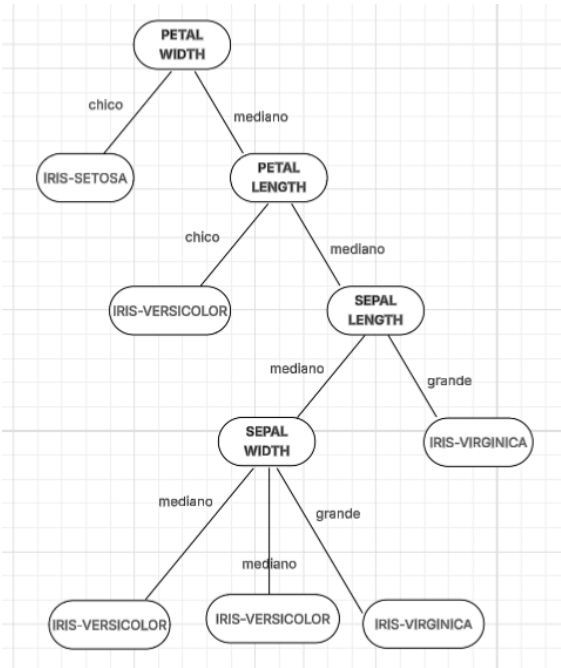 PETAL
WIDTH
chico
mediano
IRIS-SETOSA
PETAL
LENGTH
chico
mediano
IRIS-VERSICOLOR
SEPAL
LENGTH
mediano
grande
SEPAL
WIDTH
IRIS-VIRGINICA
mediano
grande
mediano
IRIS-VERSICOLOR
IRIS-VERSICOLOR
IRIS-VIRGINICA